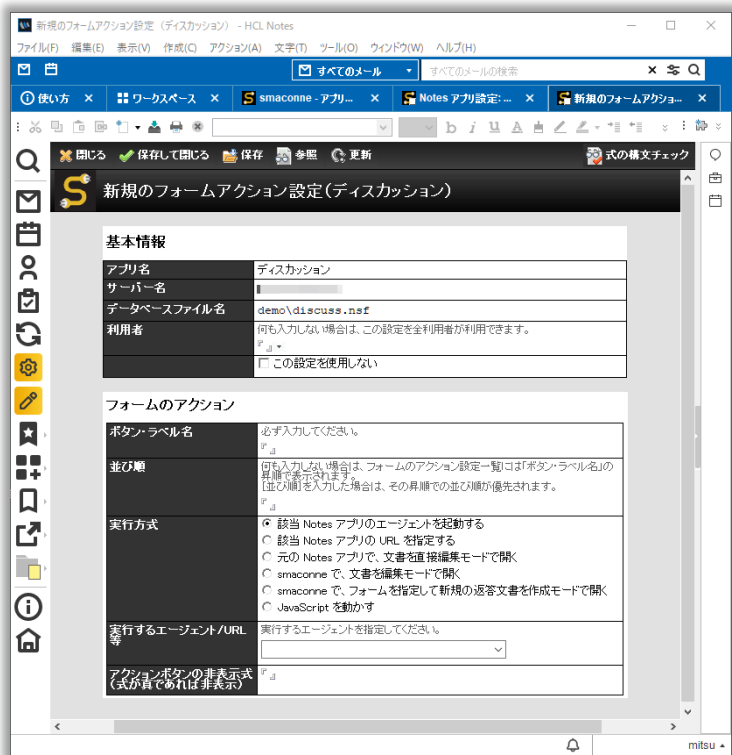 新規のフォームアクション設定（ディスカッション） - HCL Notes
ファイル(F) 編集(E) 表示(V) 作成(C) アクション(A) 文字(T) ツール(O) ウィンドウ(W) ヘルプ(H)
すべてのメール すべてのメールの検索
使い方 ワークスペース smaconne - アプリ... Notes アプリ設定: ... 新規のフォームアクショ...
b i U A
閉じる 保存して閉じる 保存 参照 更新 式の構文チェック
新規のフォームアクション設定(ディスカッション)
基本情報
アプリ名 ディスカッション
サーバー名
データベースファイル名 demo\discuss.nsf
利用者 何も入力しない場合は、この設定を全利用者が利用できます。
『 』
この設定を使用しない
フォームのアクション
ボタン・ラベル名 必ず入力してください。
『 』
並び順 何も入力しない場合は、フォームのアクション設定一覧には「ボタン・ラベル名」の
昇順で表示されます。
[並び順]を入力した場合は、その昇順での並び順が優先されます。
『 』
実行方式 該当 Notes アプリのエージェントを起動する
該当 Notes アプリの URL を指定する
元の Notes アプリで、文書を直接編集モードで開く
smaconne で、文書を編集モードで開く
smaconne で、フォームを指定して新規の返答文書を作成モードで開く
JavaScript を動かす
実行するエージェント/URL 実行するエージェントを指定してください。
等
アクションボタンの非表示式 『 』
(式が真であれば非表示)
mitsu